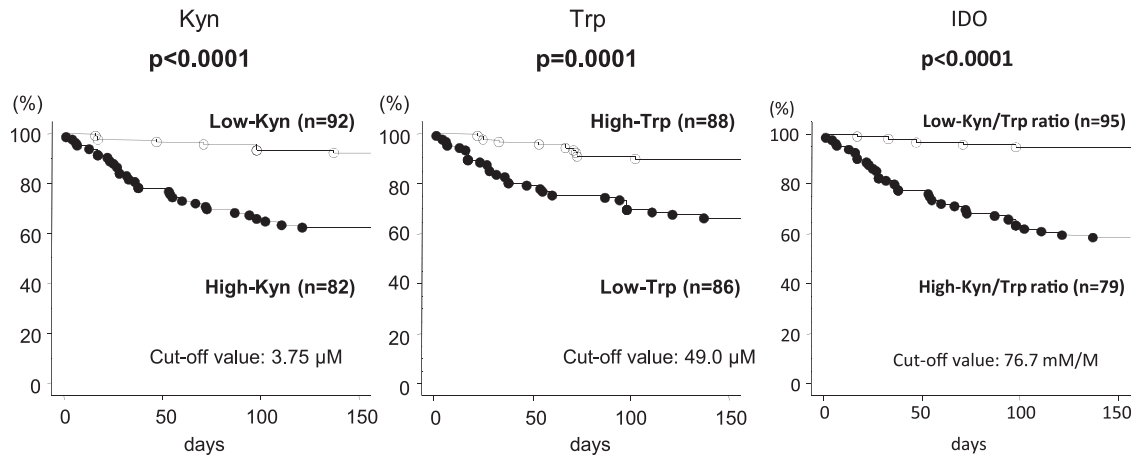 Kyn
p<0.0001
(%)
100
80
60
40
20
0
Low-Kyn (n=92)
High-Kyn (n=82)
Cut-off value: 3.75 μM
0 50 100 150
days
Trp
p=0.0001
(%)
100
80
60
40
20
0
High-Trp (n=88)
Low-Trp (n=86)
Cut-off value: 49.0 μM
0 50 100 150
days
IDO
p<0.0001
(%)
100
80
60
40
20
0
Low-Kyn/Trp ratio (n=95)
High-Kyn/Trp ratio (n=79)
Cut-off value: 76.7 mM/M
0 50 100 150
days